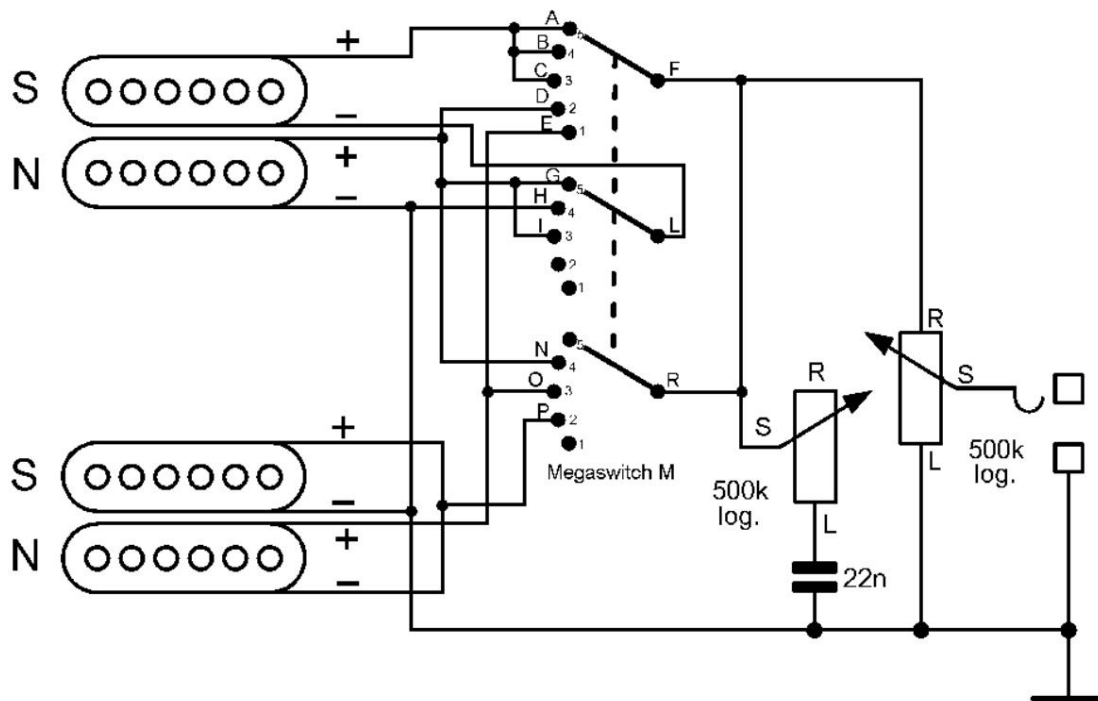 A
5
+
B
4
S
C
3
F
D
2
−
E
1
+
N
G
5
−
H
4
I
3
L
2
1
5
R
N
4
R
O
3
R
S
P
2
S
+
1
S
Megaswitch M
500k
log.
L
500k
log.
−
+
N
L
−
22n